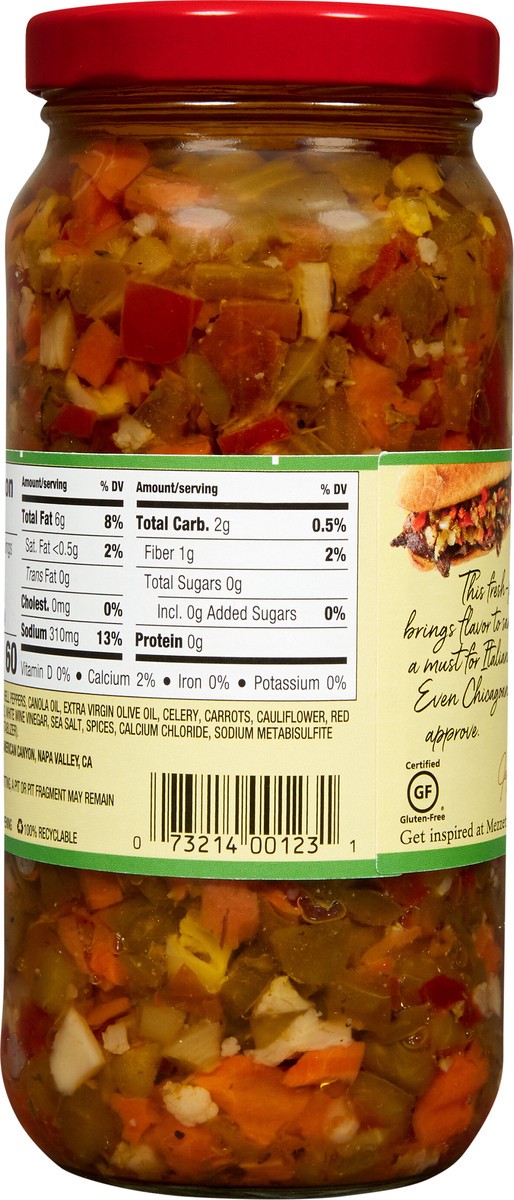 Amount/serving % DV
Total Fat 6g 8%
Sat. Fat <0.5g 2%
Trans Fat 0g
Cholest. 0mg 0%
Sodium 310mg 13%
Amount/serving % DV
Total Carb. 2g 0.5%
Fiber 1g 2%
Total Sugars 0g
Incl. 0g Added Sugars 0%
Protein 0g
60
Vitamin D 0% • Calcium 2% • Iron 0% • Potassium 0%
PEPPERS, CANOLA OIL, EXTRA VIRGIN OLIVE OIL, CELERY, CARROTS, CAULIFLOWER, RED
WHITE WINE VINEGAR, SEA SALT, SPICES, CALCIUM CHLORIDE, SODIUM METABISULFITE
CANYON, NAPA VALLEY, CA
A PIT OR PIT FRAGMENT MAY REMAIN
100% RECYCLABLE
0 73214 00123 1
This fresh-
brings flavor to
a must for Italian
Even Chicagoans
approve.
Certified
GF
Gluten-Free
Get inspired at Mezze